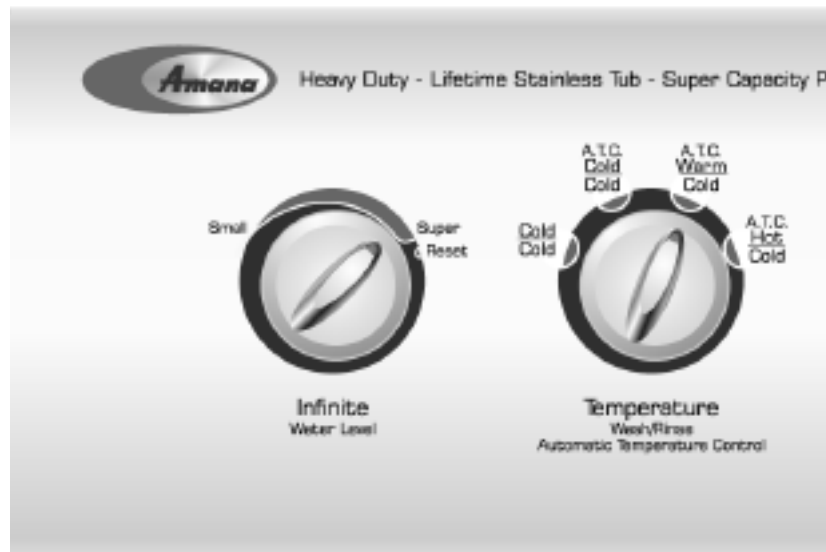 Amana
Heavy Duty - Lifetime Stainless Tub - Super Capacity P
Small
Super
Reset
Infinite
Water Level
Cold
Cold
A.T.C.
Cold
Cold
A.T.C.
Warm
Cold
A.T.C.
Hot
Cold
Temperature
Wash/Rinse
Automatic Temperature Control